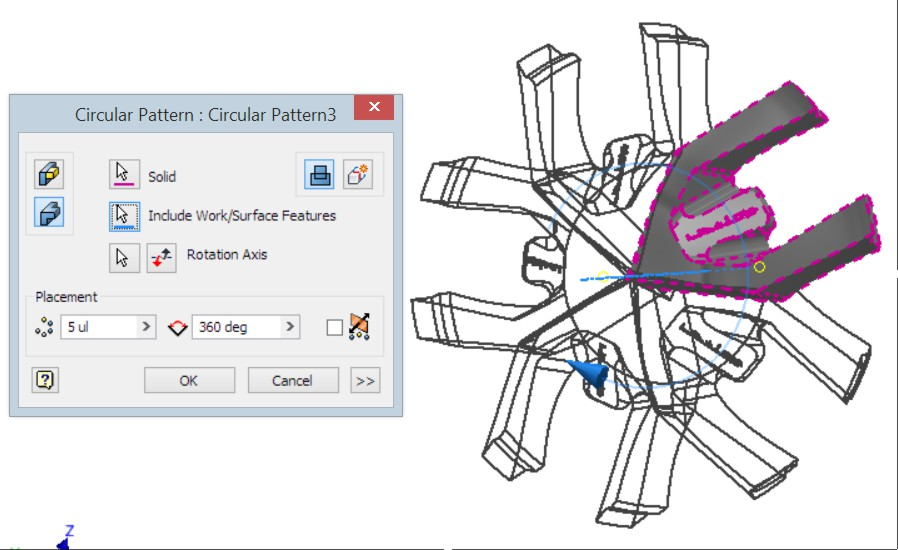 Circular Pattern : Circular Pattern3
Solid
Include Work/Surface Features
Rotation Axis
Placement
5 ul
360 deg
OK
Cancel
>>
Z